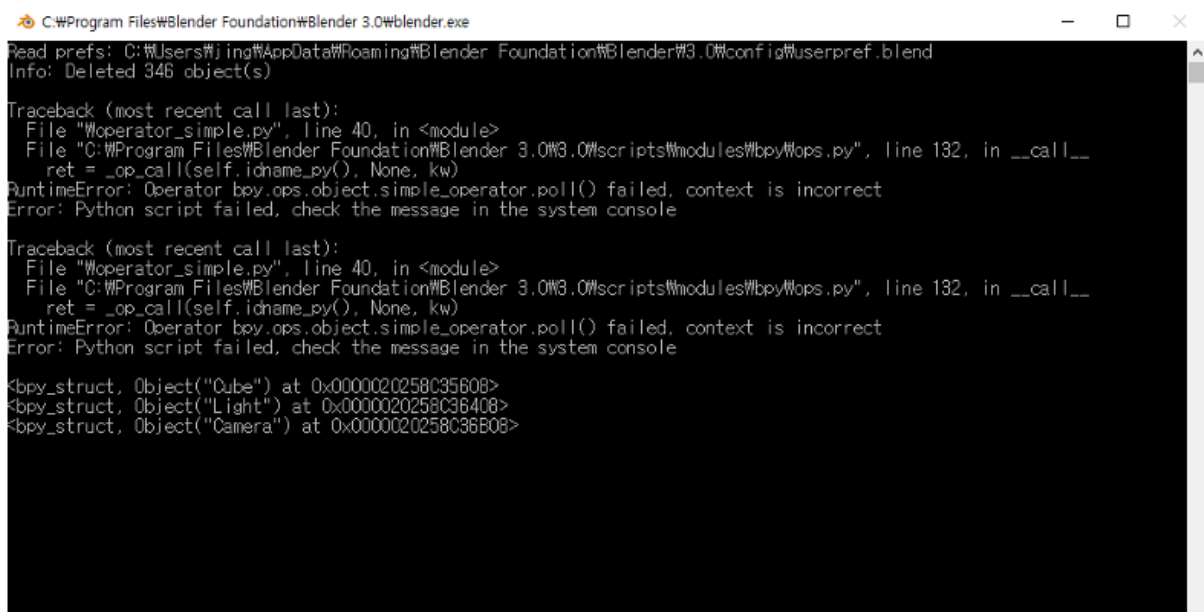 C:₩Program Files₩Blender Foundation₩Blender 3.0₩blender.exe
Read prefs: C:₩Users₩jing₩AppData₩Roaming₩Blender Foundation₩Blender₩3.0₩config₩userpref.blend
Info: Deleted 346 object(s)
Traceback (most recent call last):
  File "₩operator_simple.py", line 40, in <module>
  File "C:₩Program Files₩Blender Foundation₩Blender 3.0₩3.0₩scripts₩modules₩bpy₩ops.py", line 132, in __call__
    ret = _op_call(self.idname_py(), None, kw)
RuntimeError: Operator bpy.ops.object.simple_operator.poll() failed, context is incorrect
Error: Python script failed, check the message in the system console
Traceback (most recent call last):
  File "₩operator_simple.py", line 40, in <module>
  File "C:₩Program Files₩Blender Foundation₩Blender 3.0₩3.0₩scripts₩modules₩bpy₩ops.py", line 132, in __call__
    ret = _op_call(self.idname_py(), None, kw)
RuntimeError: Operator bpy.ops.object.simple_operator.poll() failed, context is incorrect
Error: Python script failed, check the message in the system console
<bpy_struct, Object("Cube") at 0x0000020258C35608>
<bpy_struct, Object("Light") at 0x0000020258C36408>
<bpy_struct, Object("Camera") at 0x0000020258C36B08>